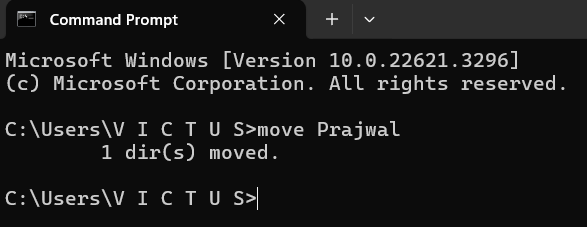 Command Prompt
Microsoft Windows [Version 10.0.22621.3296]
(c) Microsoft Corporation. All rights reserved.
C:\Users\V I C T U S>move Prajwal
        1 dir(s) moved.
C:\Users\V I C T U S>